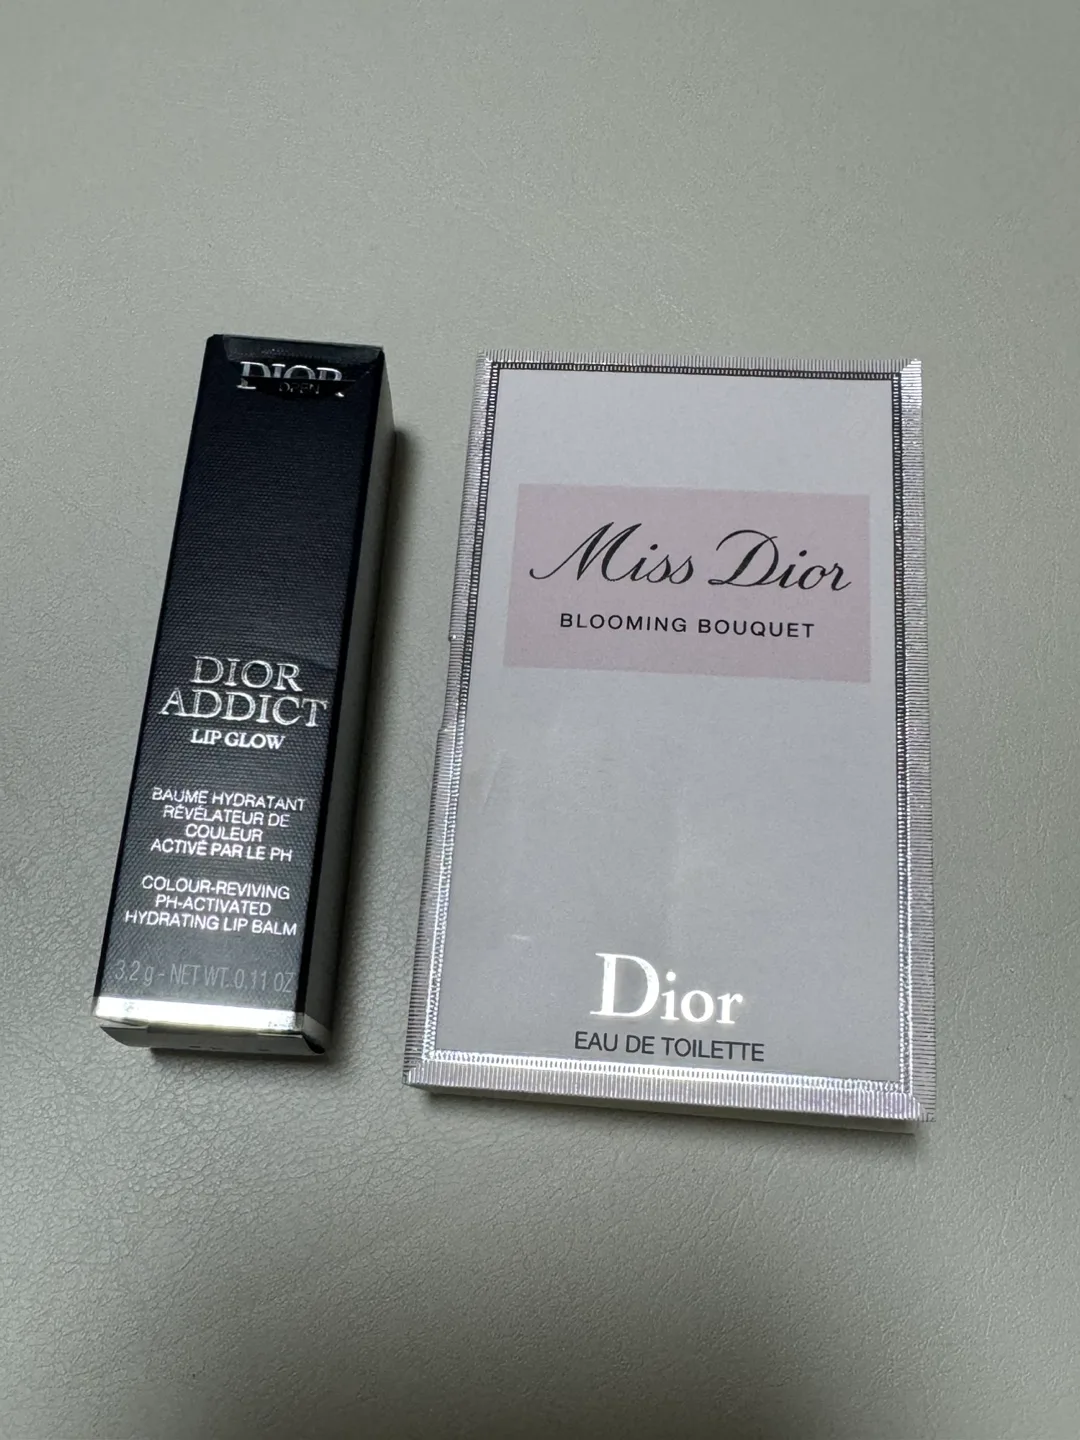 DIOR
OPEN
DIOR
ADDICT
LIP GLOW
BAUME HYDRATANT
RÉVÉLATEUR DE
COULEUR
ACTIVÉ PAR LE PH
COLOUR-REVIVING
PH-ACTIVATED
HYDRATING LIP BALM
3.2 g - NET WT. 0.11 OZ
Miss Dior
BLOOMING BOUQUET
Dior
EAU DE TOILETTE